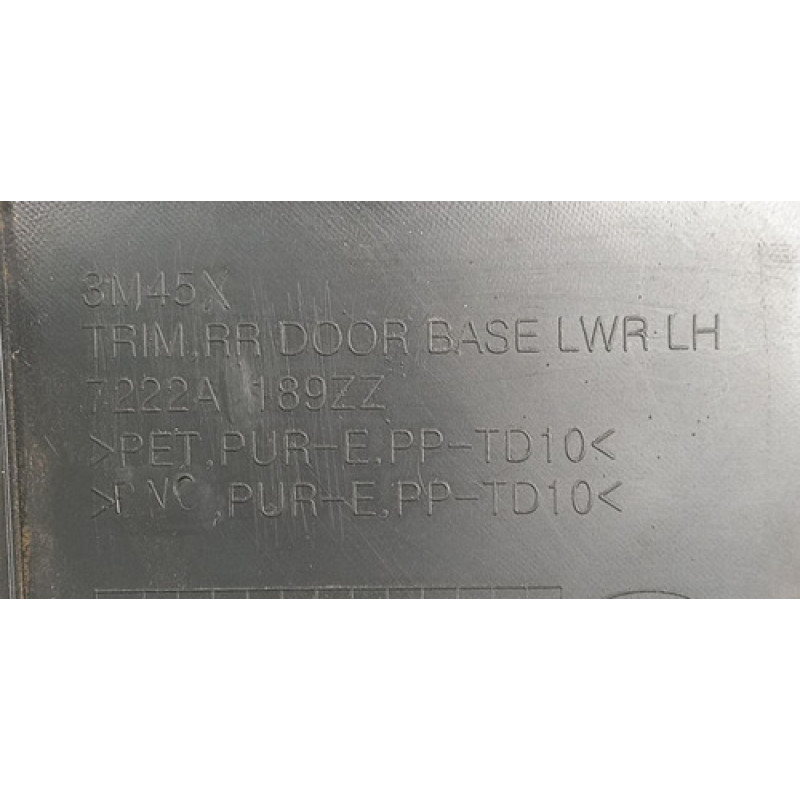 3M45X
TRIM,RR DOOR BASE LWR LH
7222A 189ZZ
>PET,PUR-E,PP-TD10<
,PUR-E,PP-TD10<